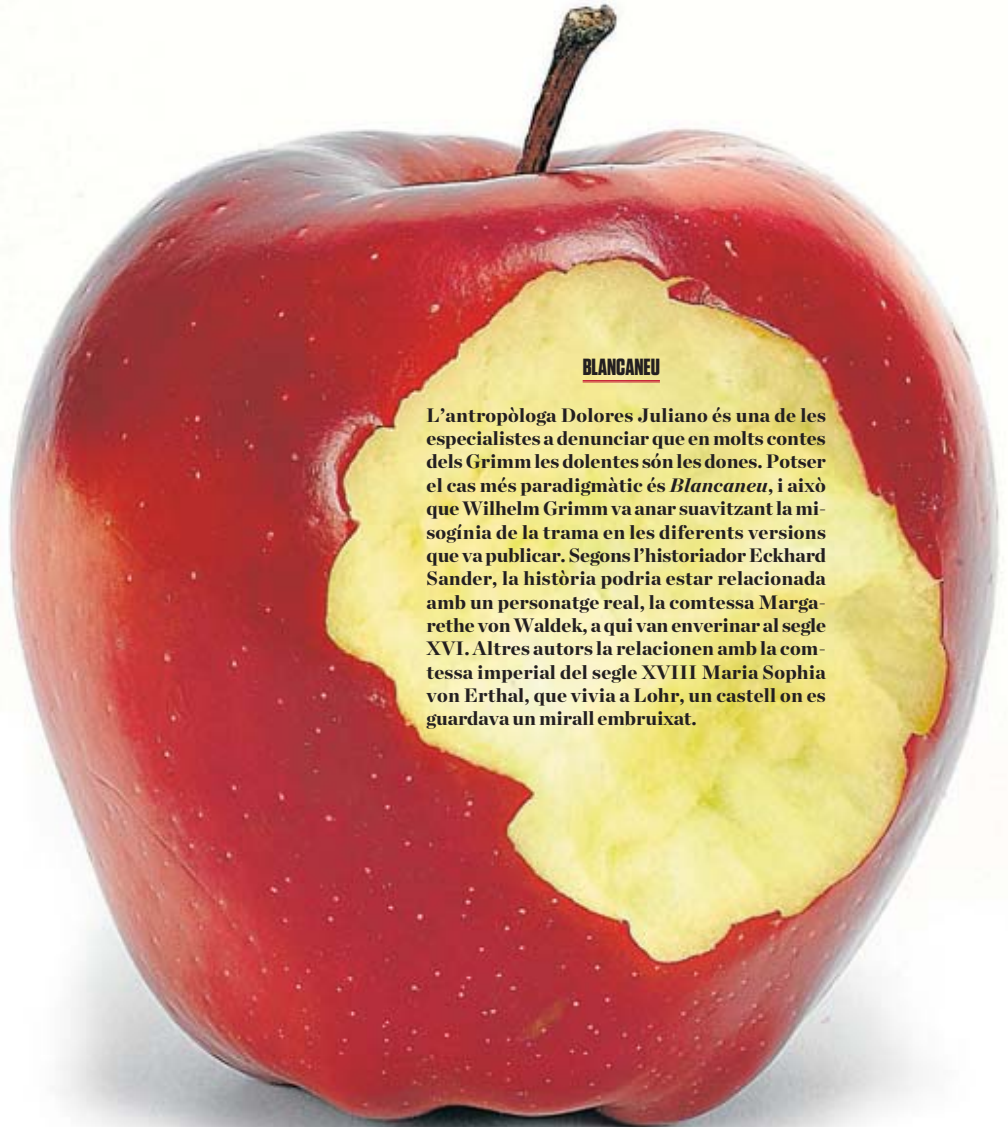 BLANCANEU
L’antropòloga Dolores Juliano és una de les
especialistes a denunciar que en molts contes
dels Grimm les dolentes són les dones. Potser
el cas més paradigmàtic és Blancaneu, i això
que Wilhelm Grimm va anar suavitzant la mi-
sogínia de la trama en les diferents versions
que va publicar. Segons l’historiador Eckhard
Sander, la història podria estar relacionada
amb un personatge real, la comtessa Marga-
rethe von Waldek, a qui van enverinar al segle
XVI. Altres autors la relacionen amb la com-
tessa imperial del segle XVIII Maria Sophia
von Erthal, que vivia a Lohr, un castell on es
guardava un mirall embruixat.